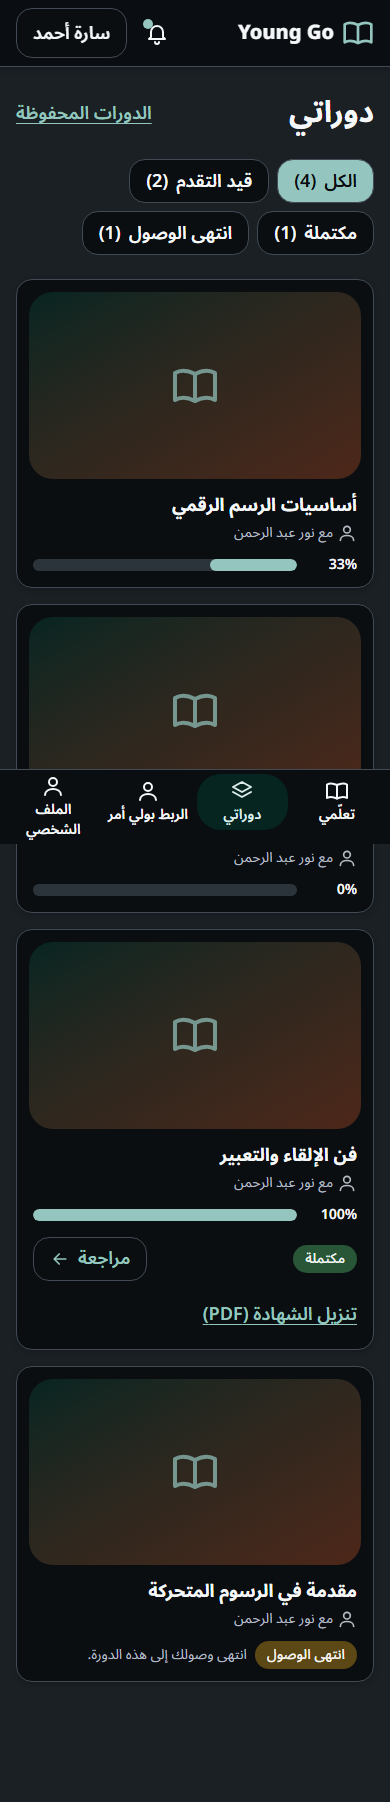 Young Go
سارة أحمد
دوراتي
الدورات المحفوظة
الكل (4)
قيد التقدم (2)
مكتملة (1)
انتهى الوصول (1)
أساسيات الرسم الرقمي
مع نور عبد الرحمن
33%
تعلّمي
دوراتي
الربط بولي أمر
الملف الشخصي
مع نور عبد الرحمن
0%
فن الإلقاء والتعبير
مع نور عبد الرحمن
100%
مكتملة
مراجعة ←
تنزيل الشهادة (PDF)
مقدمة في الرسوم المتحركة
مع نور عبد الرحمن
انتهى الوصول
انتهى وصولك إلى هذه الدورة.